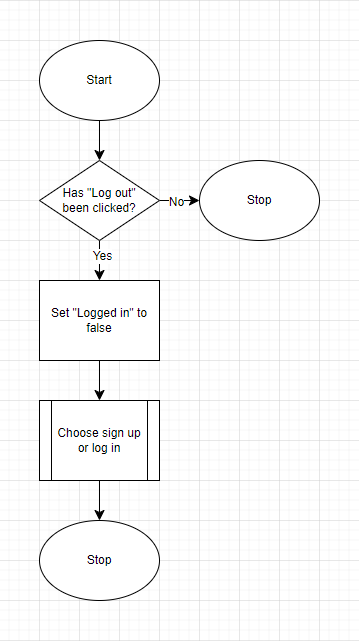 Start
Has "Log out"
been clicked?
No
Stop
Yes
Set "Logged in" to
false
Choose sign up
or log in
Stop